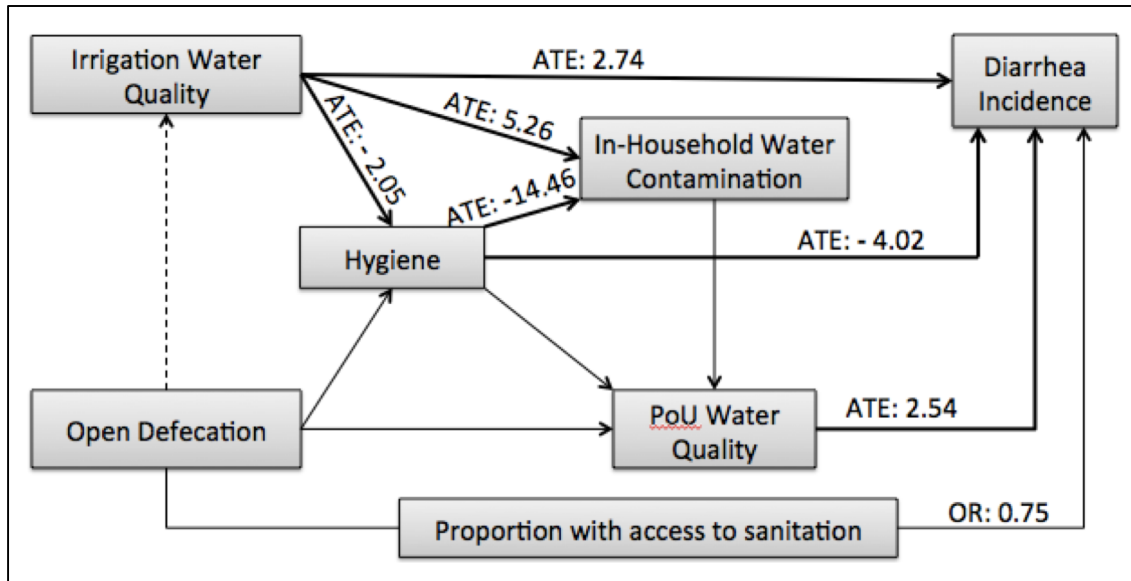 Irrigation Water
Quality
ATE: 2.74
Diarrhea
Incidence
ATE: 5.26
ATE: - 2.05
In-Household Water
Contamination
ATE: -14.46
Hygiene
ATE: - 4.02
Open Defecation
PoU Water
Quality
ATE: 2.54
Proportion with access to sanitation
OR: 0.75